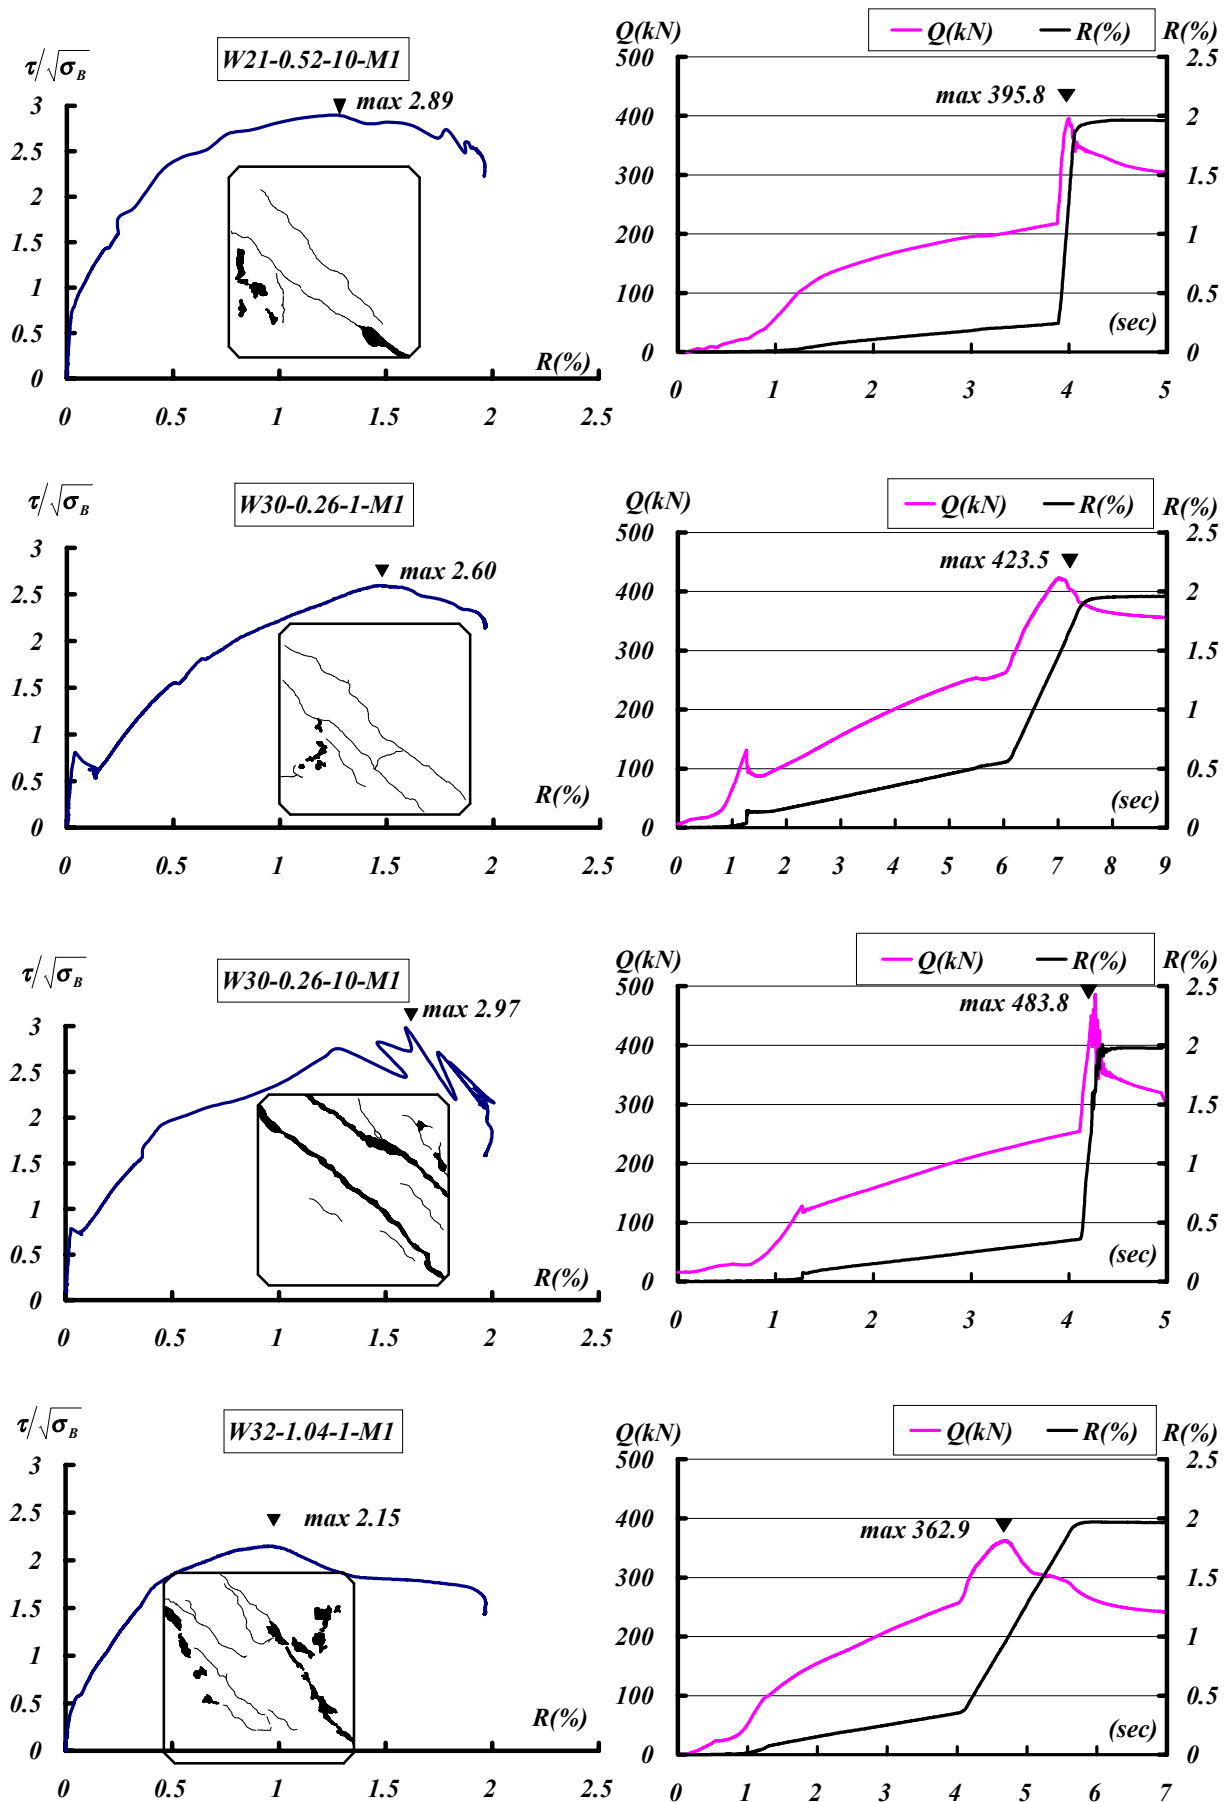 τ/√σB
W21-0.52-10-M1
max 2.89
3
2.5
2
1.5
1
0.5
0
R(%)
0 0.5 1 1.5 2 2.5
Q(kN)
Q(kN) R(%)
R(%)
max 395.8
500
400
300
200
100
0
2.5
2
1.5
1
0.5
0
(sec)
0 1 2 3 4 5
τ/√σB
W30-0.26-1-M1
max 2.60
3
2.5
2
1.5
1
0.5
0
R(%)
0 0.5 1 1.5 2 2.5
Q(kN)
Q(kN) R(%)
R(%)
max 423.5
500
400
300
200
100
0
2.5
2
1.5
1
0.5
0
(sec)
0 1 2 3 4 5 6 7 9
τ/√σB
W30-0.26-10-M1
max 2.97
3
2.5
2
1.5
1
0.5
0
R(%)
0 0.5 1 1.5 2 2.5
Q(kN)
Q(kN) R(%)
R(%)
max 483.8
500
400
300
200
100
0
2.5
2
1.5
1
0.5
0
(sec)
0 1 2 3 4 5
τ/√σB
W32-1.04-1-M1
max 2.15
3
2.5
2
1.5
1
0.5
0
R(%)
0 0.5 1 1.5 2 2.5
Q(kN)
Q(kN) R(%)
R(%)
max 362.9
500
400
300
200
100
0
2.5
2
1.5
1
0.5
0
(sec)
0 1 2 3 4 5 6 7